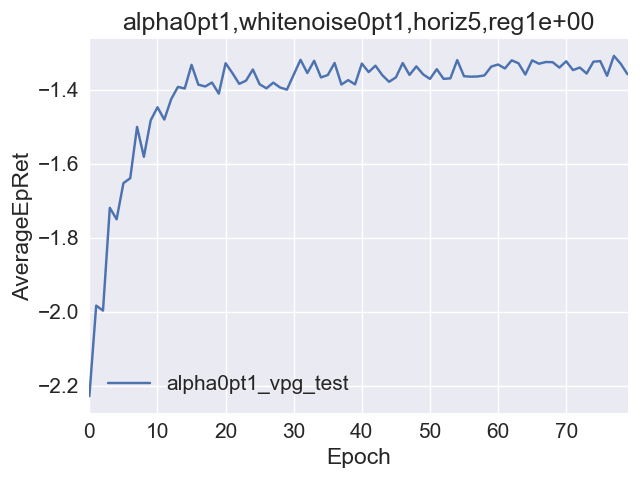 alpha0pt1,whitenoise0pt1,horiz5,reg1e+00
−1.4
−1.6
−1.8
−2.0
−2.2
AverageEpRet
alpha0pt1_vpg_test
0 10 20 30 40 50 60 70
Epoch